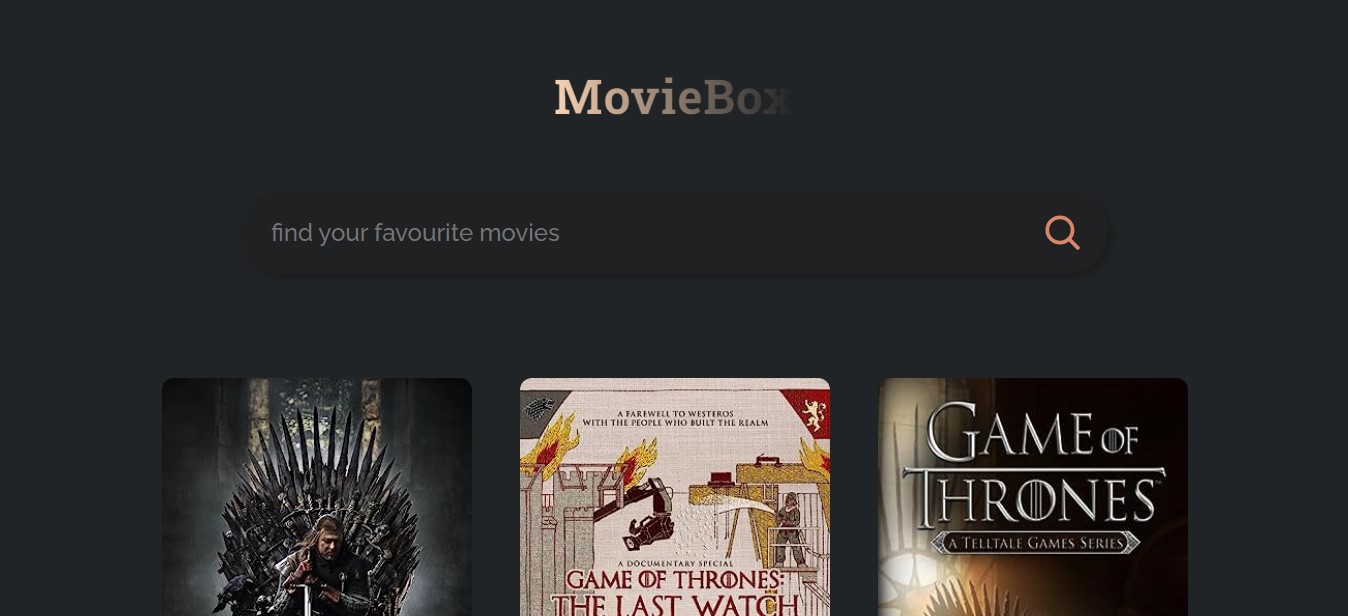 MovieBox
find your favourite movies
A FAREWELL TO WESTEROS
WITH THE PEOPLE WHO BUILT THE REALM
A DOCUMENTARY SPECIAL
GAME OF THRONES:
THE LAST WATCH
GAME OF
THRONES
A TELLTALE GAMES SERIES